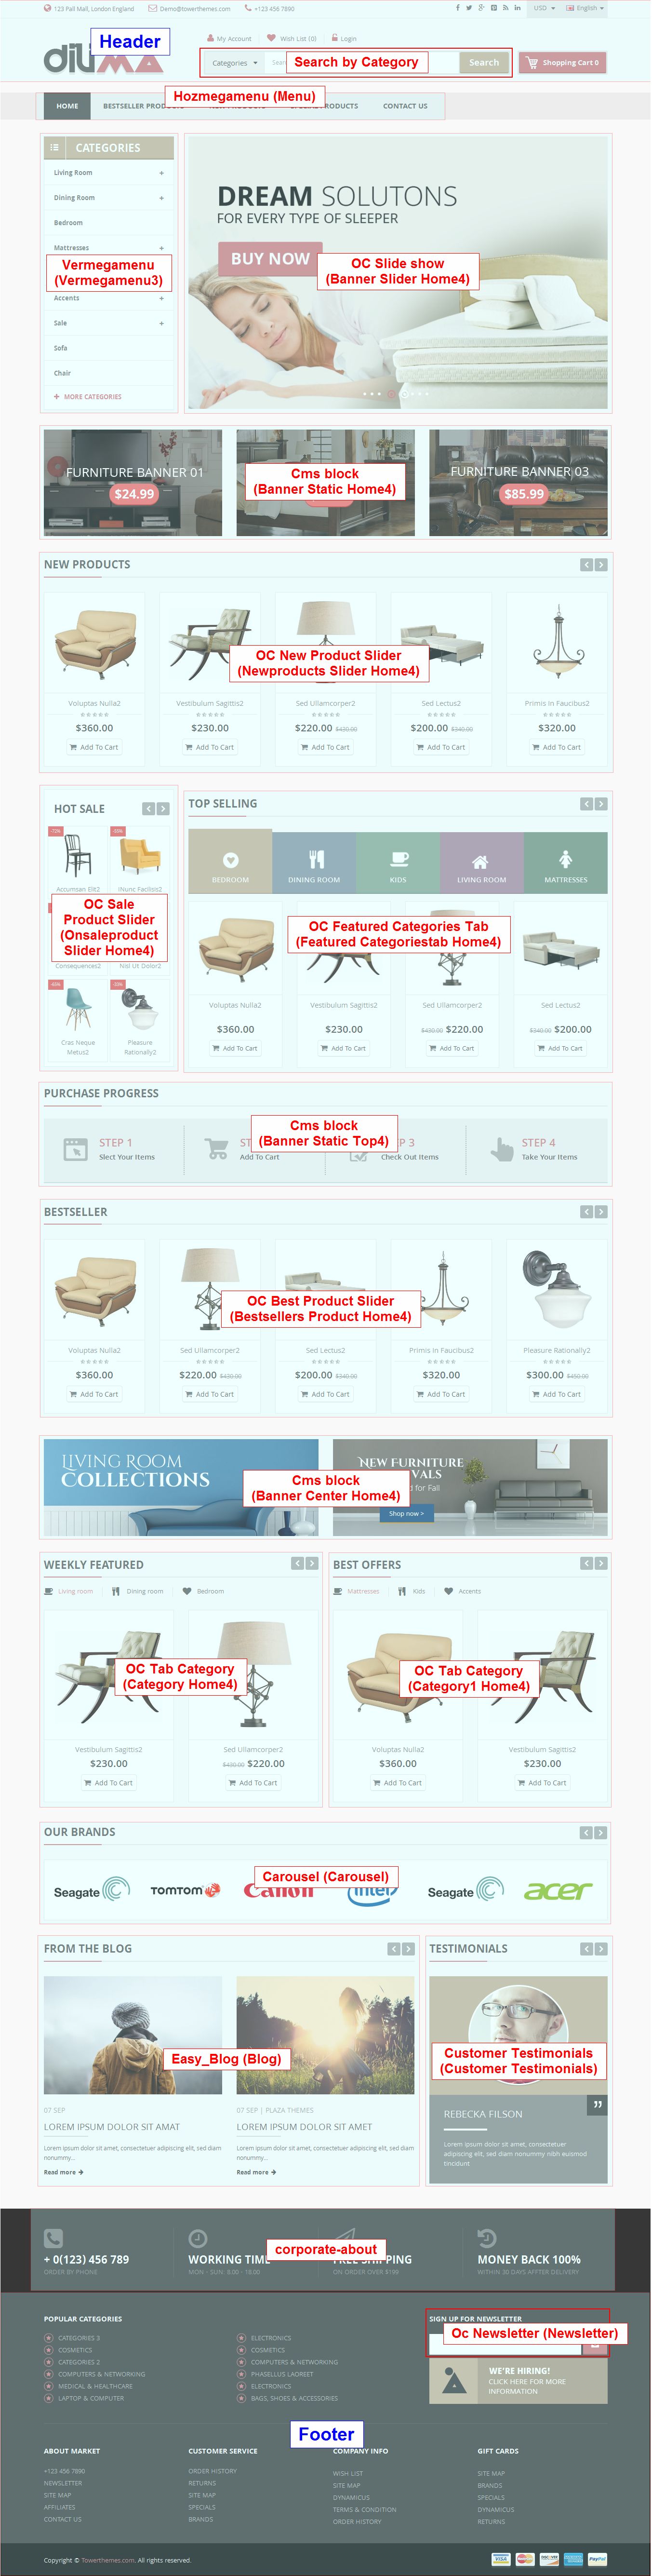 123 Pall Mall, London England
Demo@towerthemes.com
+123 456 7890
USD
English
Header
diUMA
My Account
Wish List (0)
Login
Categories
Search by Category
Search
Shopping Cart 0
Hozmegamenu (Menu)
HOME
CONTACT US
CATEGORIES
Living Room
Dining Room
Bedroom
Mattresses
Vermegamenu
(Vermegamenu3)
Accents
Sale
Sofa
Chair
MORE CATEGORIES
DREAM SOLUTONS
FOR EVERY TYPE OF SLEEPER
BUY NOW
OC Slide show
(Banner Slider Home4)
FURNITURE BANNER 01
$24.99
Cms block
(Banner Static Home4)
FURNITURE BANNER 03
$85.99
NEW PRODUCTS
OC New Product Slider
(Newproducts Slider Home4)
Voluptas Nulla2
Vestibulum Sagittis2
Sed Ullamcorper2
Sed Lectus2
Primis In Faucibus2
$360.00
$230.00
$220.00 $430.00
$200.00 $340.00
$320.00
Add To Cart
Add To Cart
Add To Cart
Add To Cart
Add To Cart
HOT SALE
Accumsan Elit2
INunc Facilisis2
OC Sale
Product Slider
(Onsaleproduct
Slider Home4)
Consequences2
Nisl Ut Dolor2
Cras Neque
Metus2
Pleasure
Rationally2
TOP SELLING
BEDROOM
DINING ROOM
KIDS
LIVING ROOM
MATTRESSES
OC Featured Categories Tab
(Featured Categoriestab Home4)
Voluptas Nulla2
Vestibulum Sagittis2
Sed Ullamcorper2
Sed Lectus2
$360.00
$230.00
$430.00 $220.00
$340.00 $200.00
Add To Cart
Add To Cart
Add To Cart
Add To Cart
PURCHASE PROGRESS
Cms block
(Banner Static Top4)
STEP 1
Slect Your Items
Add To Cart
Check Out Items
STEP 4
Take Your Items
BESTSELLER
OC Best Product Slider
(Bestsellers Product Home4)
Voluptas Nulla2
Sed Ullamcorper2
Sed Lectus2
Primis In Faucibus2
Pleasure Rationally2
$360.00
$220.00 $430.00
$200.00 $340.00
$320.00
$300.00 $450.00
Add To Cart
Add To Cart
Add To Cart
Add To Cart
Add To Cart
LIVING ROOM
COLLECTIONS
NEW FURNITURE
Cms block
(Banner Center Home4)
for Fall
Shop now >
WEEKLY FEATURED
Living room
Dining room
Bedroom
OC Tab Category
(Category Home4)
Vestibulum Sagittis2
Sed Ullamcorper2
$230.00
$430.00 $220.00
Add To Cart
Add To Cart
BEST OFFERS
Mattresses
Kids
Accents
OC Tab Category
(Category1 Home4)
Voluptas Nulla2
Vestibulum Sagittis2
$360.00
$230.00
Add To Cart
Add To Cart
OUR BRANDS
Carousel (Carousel)
Seagate
TOMTOM
Canon
intel
Seagate
acer
FROM THE BLOG
Easy_Blog (Blog)
07 SEP
LOREM IPSUM DOLOR SIT AMAT
Lorem ipsum dolor sit amet, consectetuer adipiscing elit, sed diam
nonummy...
Read more
07 SEP | PLAZA THEMES
LOREM IPSUM DOLOR SIT AMET
Lorem ipsum dolor sit amet, consectetuer adipiscing elit, sed diam
nonummy...
Read more
TESTIMONIALS
Customer Testimonials
(Customer Testimonials)
REBECKA FILSON
Lorem ipsum dolor sit amet, consectetuer
adipiscing elit, sed diam nonummy nibh euismod
tincidunt
corporate-about
+ 0(123) 456 789
ORDER BY PHONE
WORKING TIME
MON - SUN: 8.00 - 18.00
ON ORDER OVER $199
MONEY BACK 100%
WITHIN 30 DAYS AFFTER DELIVERY
POPULAR CATEGORIES
CATEGORIES 3
COSMETICS
CATEGORIES 2
COMPUTERS & NETWORKING
MEDICAL & HEALTHCARE
LAPTOP & COMPUTER
ELECTRONICS
COSMETICS
COMPUTERS & NETWORKING
PHASELLUS LAOREET
ELECTRONICS
BAGS, SHOES & ACCESSORIES
SIGN UP FOR NEWSLETTER
Oc Newsletter (Newsletter)
WE'RE HIRING!
CLICK HERE FOR MORE
INFORMATION
Footer
ABOUT MARKET
+123 456 7890
NEWSLETTER
SITE MAP
AFFILIATES
CONTACT US
CUSTOMER SERVICE
ORDER HISTORY
RETURNS
SITE MAP
SPECIALS
BRANDS
COMPANY INFO
WISH LIST
SITE MAP
DYNAMICUS
TERMS & CONDITION
ORDER HISTORY
GIFT CARDS
SITE MAP
BRANDS
SPECIALS
DYNAMICUS
RETURNS
Copyright © Towerthemes.com. All rights reserved.
VISA
PayPal